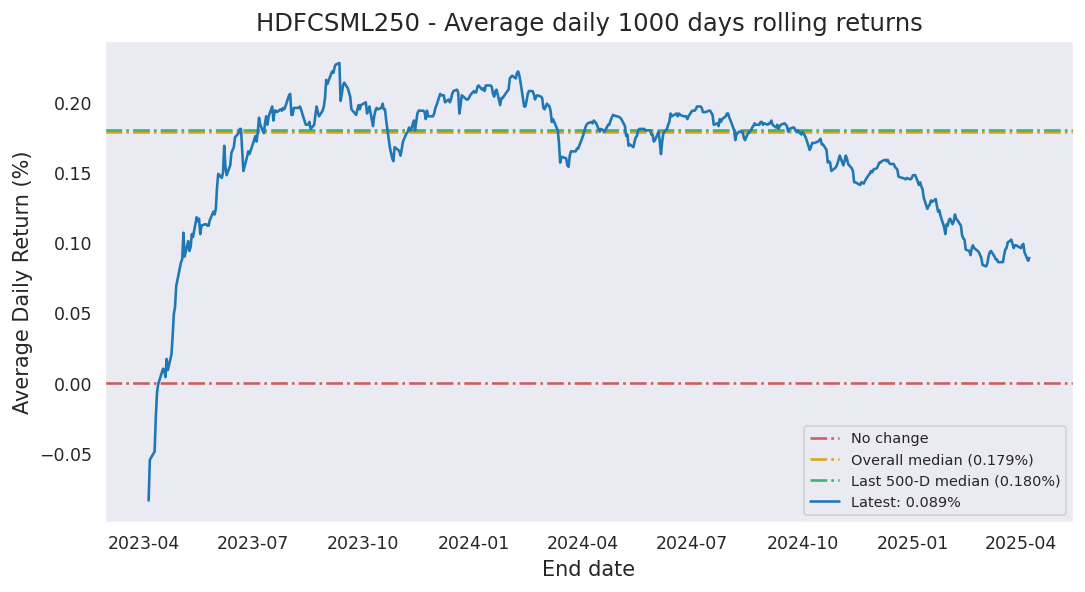 HDFCSML250 - Average daily 1000 days rolling returns
Average Daily Return (%)
0.20
0.15
0.10
0.05
0.00
−0.05
No change
Overall median (0.179%)
Last 500-D median (0.180%)
Latest: 0.089%
2023-04 2023-07 2023-10 2024-01 2024-04 2024-07 2024-10 2025-01 2025-04
End date